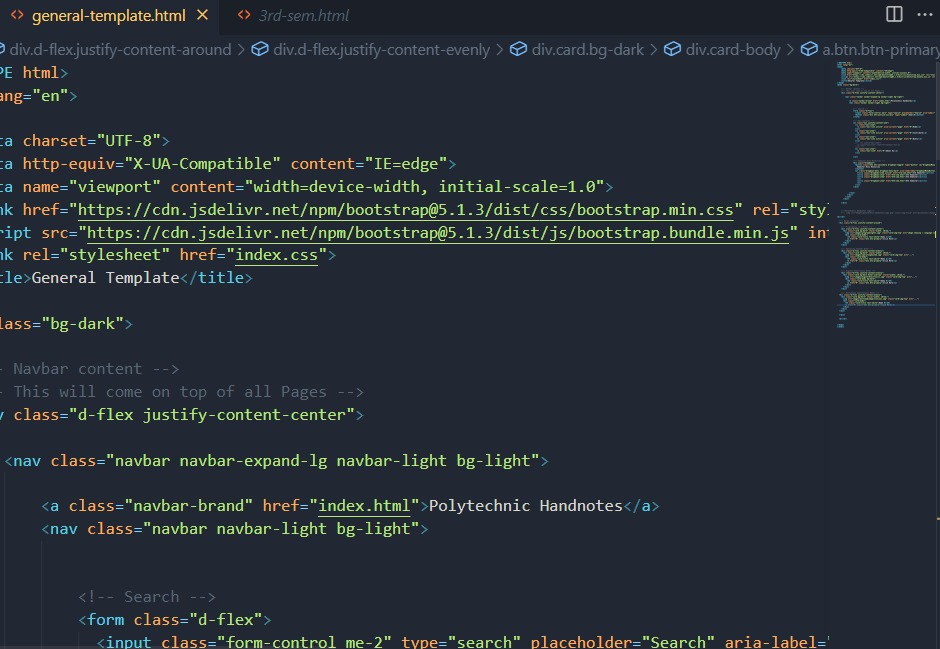 general-template.html
3rd-sem.html
div.d-flex.justify-content-around > div.d-flex.justify-content-evenly > div.card.bg-dark > div.card-body > a.btn.btn-primary
PE html>
ang="en">
ta charset="UTF-8">
ta http-equiv="X-UA-Compatible" content="IE=edge">
ta name="viewport" content="width=device-width, initial-scale=1.0">
nk href="https://cdn.jsdelivr.net/npm/bootstrap@5.1.3/dist/css/bootstrap.min.css" rel="sty
ript src="https://cdn.jsdelivr.net/npm/bootstrap@5.1.3/dist/js/bootstrap.bundle.min.js" in
nk rel="stylesheet" href="index.css">
tle>General Template</title>
lass="bg-dark">
- Navbar content -->
- This will come on top of all Pages -->
v class="d-flex justify-content-center">
<nav class="navbar navbar-expand-lg navbar-light bg-light">
<a class="navbar-brand" href="index.html">Polytechnic Handnotes</a>
<nav class="navbar navbar-light bg-light">
<!-- Search -->
<form class="d-flex">
<input class="form-control me-2" type="search" placeholder="Search" aria-label="